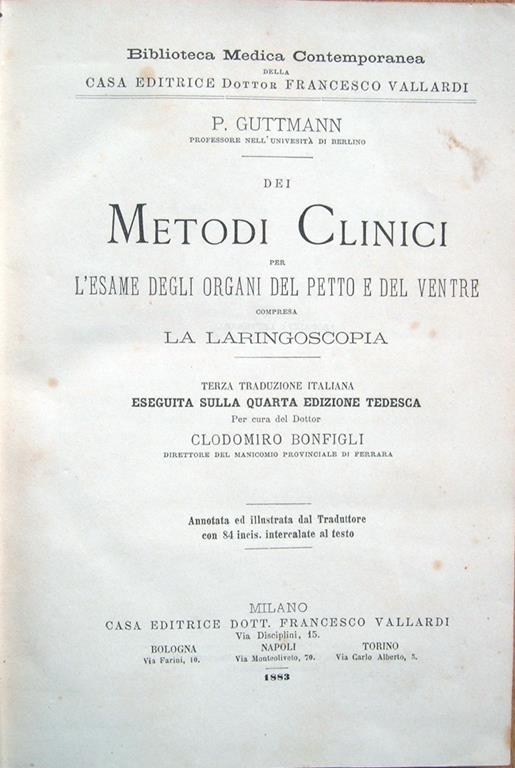 Biblioteca Medica Contemporanea
DELLA
CASA EDITRICE DOTTOR FRANCESCO VALLARDI
P. GUTTMANN
PROFESSORE NELL'UNIVESITÀ DI BERLINO
DEI
METODI CLINICI
PER
L'ESAME DEGLI ORGANI DEL PETTO E DEL VENTRE
COMPRESA
LA LARINGOSCOPIA
TERZA TRADUZIONE ITALIANA
ESEGUITA SULLA QUARTA EDIZIONE TEDESCA
Per cura del Dottor
CLODOMIRO BONFIGLI
DIRETTORE DEL MANICOMIO PROVINCIALE DI FERRARA
Annotata ed illustrata dal Traduttore
con 84 incis. intercalate al testo
MILANO
CASA EDITRICE DOTT. FRANCESCO VALLARDI
Via Disciplini, 15.
BOLOGNA NAPOLI TORINO
Via Farini, 10. Via Monteoliveto, 79. Via Carlo Alberto, 5.
1883